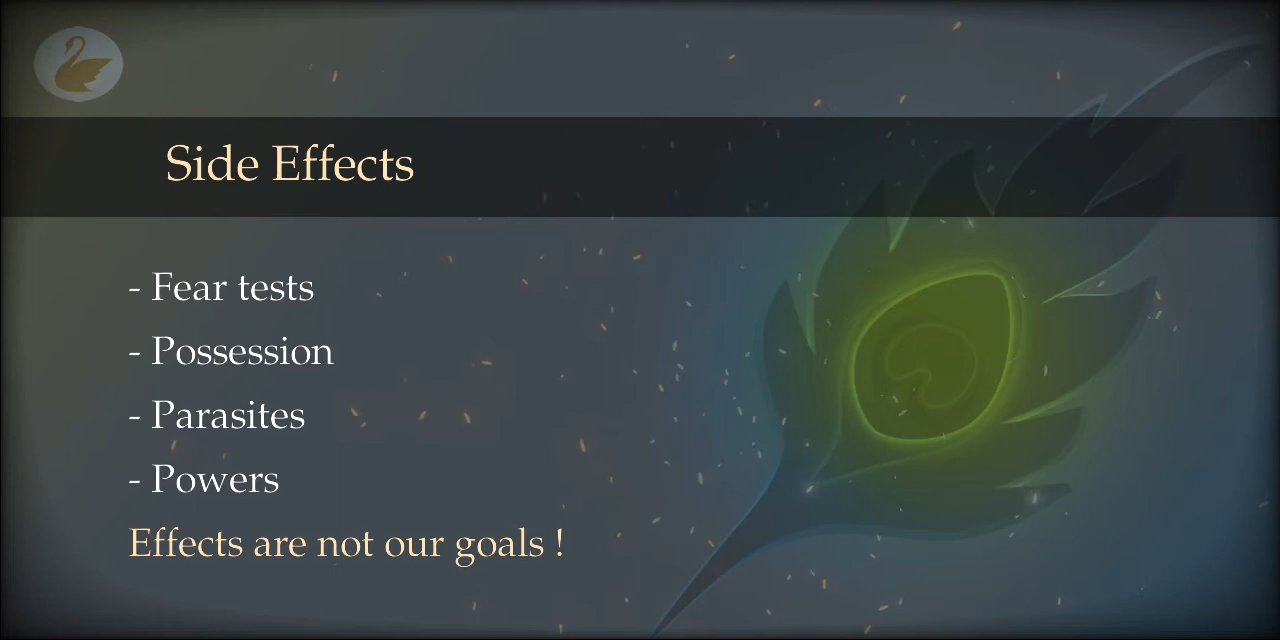 Side Effects
- Fear tests
- Possession
- Parasites
- Powers
Effects are not our goals !